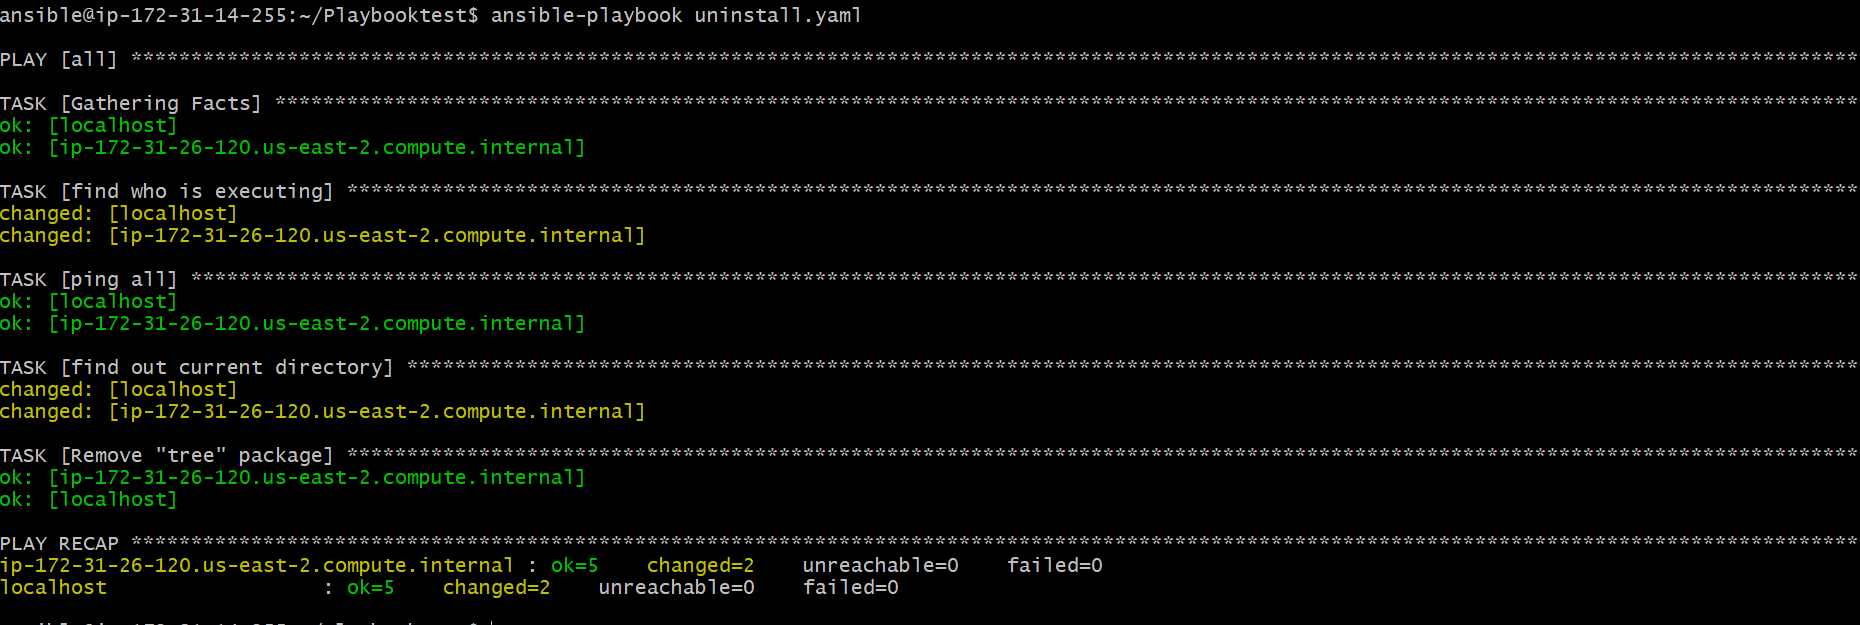 ansible@ip-172-31-14-255:~/Playbooktest$ ansible-playbook uninstall.yaml
PLAY [all] ************************************************************************************************************************************************
TASK [Gathering Facts] ************************************************************************************************************************************
ok: [localhost]
ok: [ip-172-31-26-120.us-east-2.compute.internal]
TASK [find who is executing] ******************************************************************************************************************************
changed: [localhost]
changed: [ip-172-31-26-120.us-east-2.compute.internal]
TASK [ping all] *******************************************************************************************************************************************
ok: [localhost]
ok: [ip-172-31-26-120.us-east-2.compute.internal]
TASK [find out current directory] *************************************************************************************************************************
changed: [localhost]
changed: [ip-172-31-26-120.us-east-2.compute.internal]
TASK [Remove "tree" package] ******************************************************************************************************************************
ok: [ip-172-31-26-120.us-east-2.compute.internal]
ok: [localhost]
PLAY RECAP ************************************************************************************************************************************************
ip-172-31-26-120.us-east-2.compute.internal : ok=5    changed=2    unreachable=0    failed=0
localhost                  : ok=5    changed=2    unreachable=0    failed=0